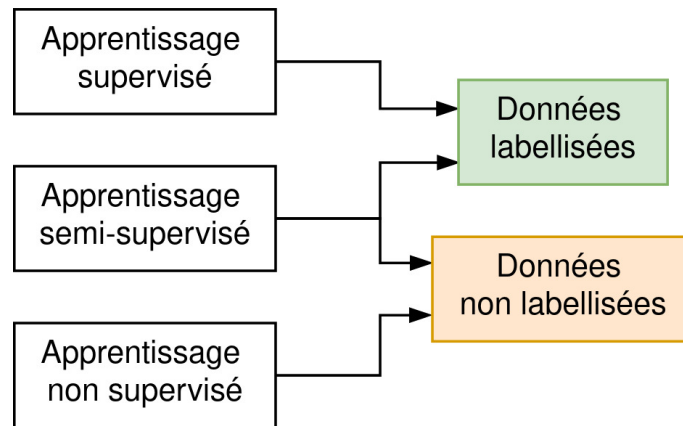 Apprentissage
supervisé
Données
labellisées
Apprentissage
semi-supervisé
Données
non labellisées
Apprentissage
non supervisé